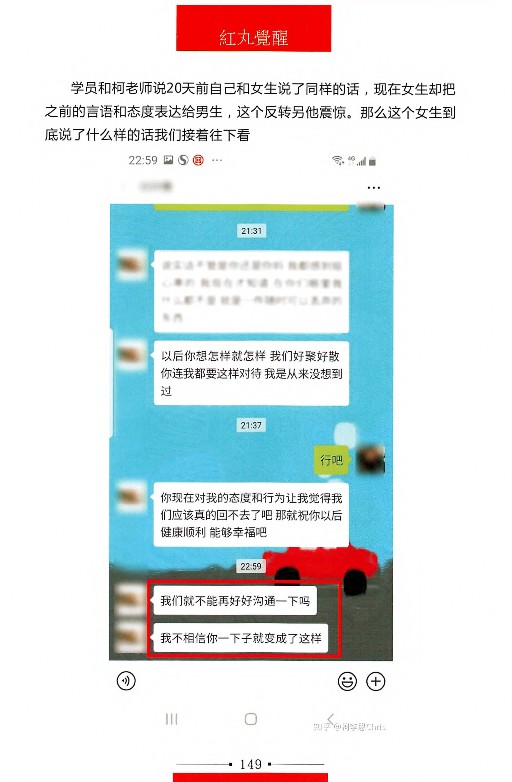 紅丸覺醒
学员和柯老师说20天前自己和女生说了同样的话，现在女生却把
之前的言语和态度表达给男生，这个反转另他震惊。那么这个女生到
底说了什么样的话我们接着往下看
22:59
21:31
以后你想怎样就怎样 我们好聚好散
你连我都要这样对待 我是从来没想到
过
21:37
行吧
你现在对我的态度和行为让我觉得我
们应该真的回不去了吧 那就祝你以后
健康顺利 能够幸福吧
22:59
我们就不能再好好沟通一下吗
我不相信你一下子就变成了这样
149